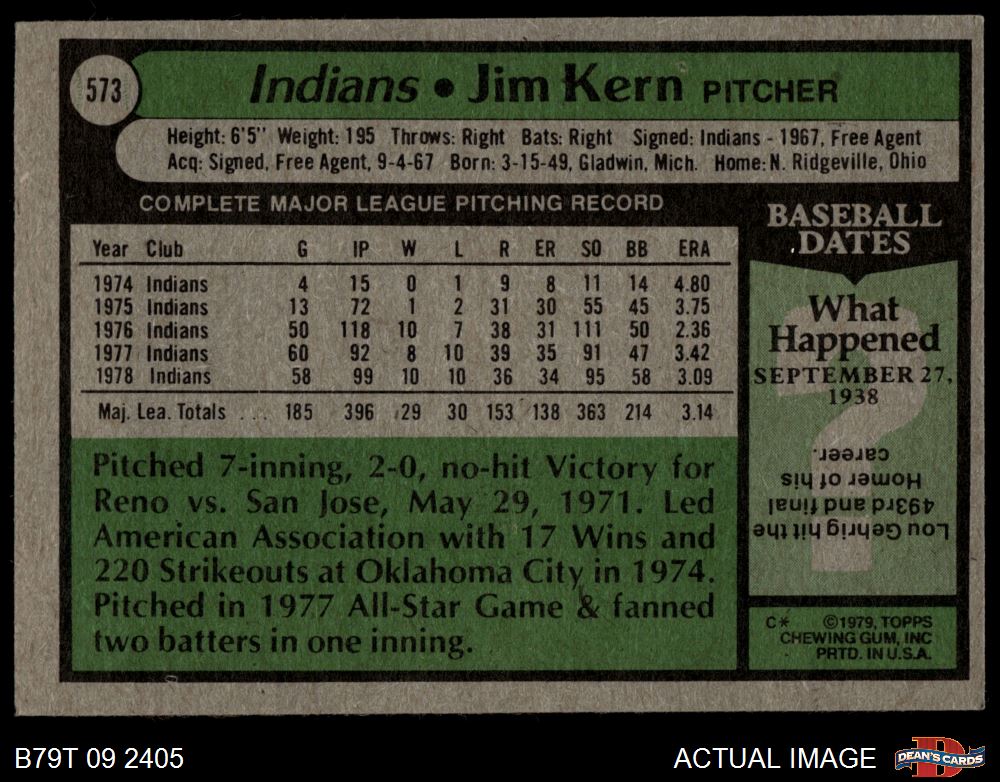 573
Indians • Jim Kern PITCHER
Height: 6'5" Weight: 195 Throws: Right Bats: Right Signed: Indians - 1967, Free Agent
Acq: Signed, Free Agent, 9-4-67 Born: 3-15-49, Gladwin, Mich. Home: N. Ridgeville, Ohio
COMPLETE MAJOR LEAGUE PITCHING RECORD
Year Club G IP W L R ER SO BB ERA
1974 Indians 4 15 0 1 9 8 11 14 4.80
1975 Indians 13 72 1 2 31 30 55 45 3.75
1976 Indians 50 118 10 7 38 31 111 50 2.36
1977 Indians 60 92 8 10 39 35 91 47 3.42
1978 Indians 58 99 10 10 36 34 95 58 3.09
Maj. Lea. Totals ... 185 396 29 30 153 138 363 214 3.14
Pitched 7-inning, 2-0, no-hit Victory for
Reno vs. San Jose, May 29, 1971. Led
American Association with 17 Wins and
220 Strikeouts at Oklahoma City in 1974.
Pitched in 1977 All-Star Game & fanned
two batters in one inning.
BASEBALL
DATES
What
Happened
SEPTEMBER 27,
1938
?
Lou Gehrig hit the
493rd and final
Homer of his
career.
C* ©1979, TOPPS
CHEWING GUM, INC
PRTD. IN U.S.A.
B79T 09 2405
ACTUAL IMAGE
D
DEAN'S CARDS